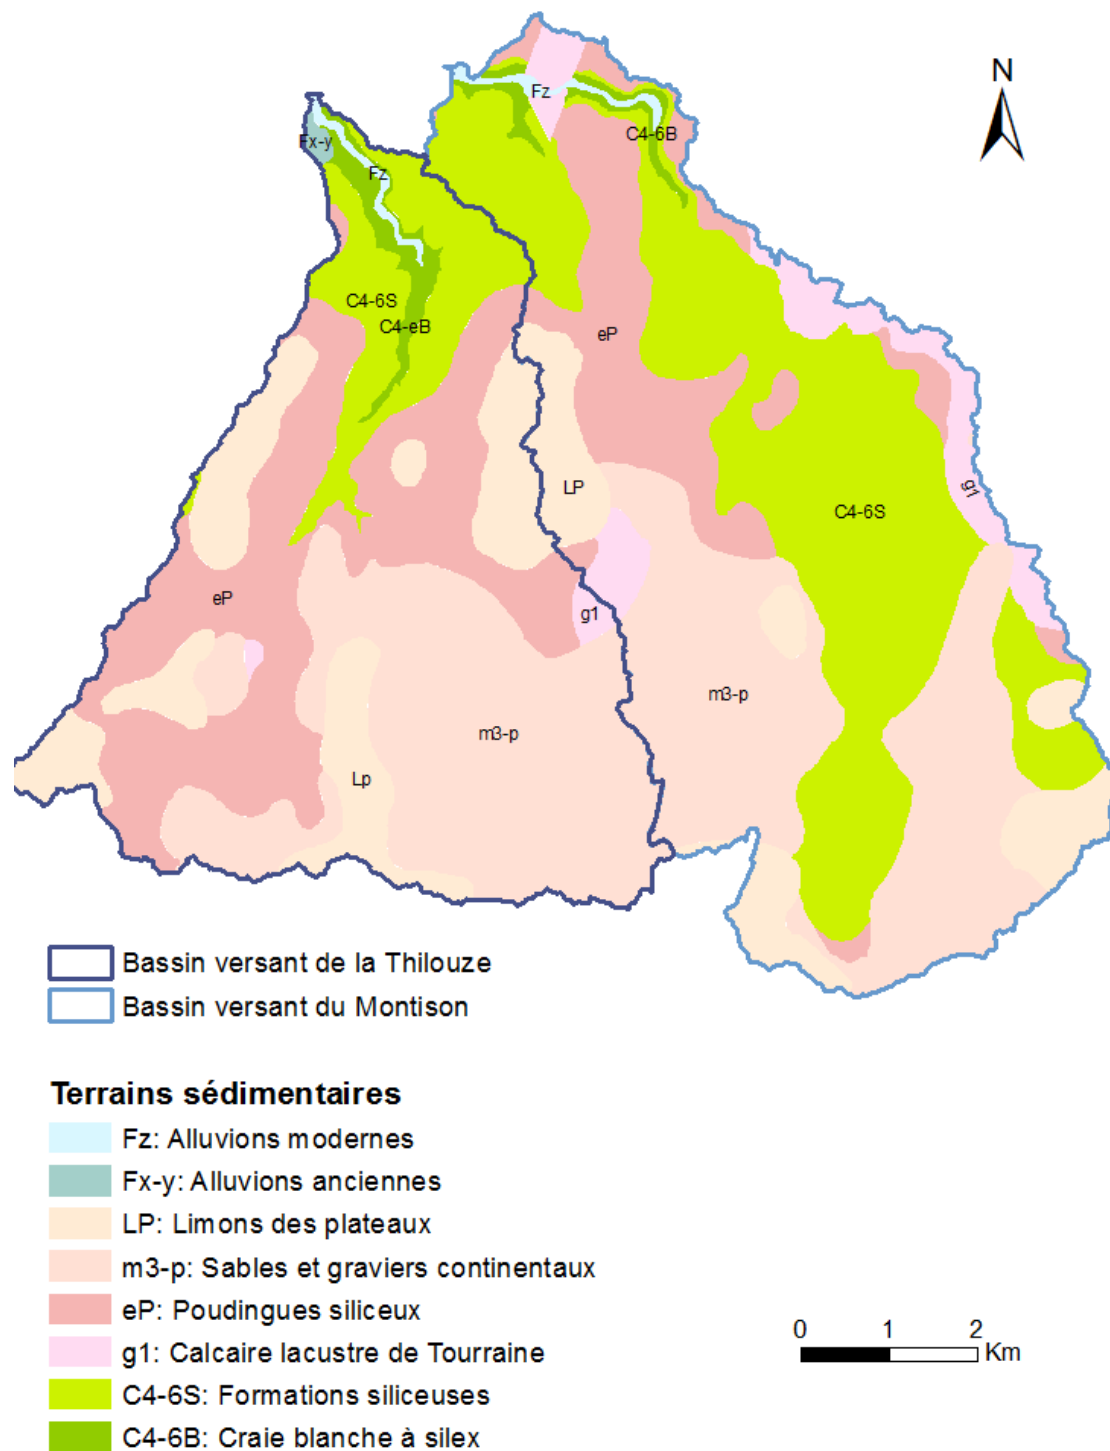 N
Fz
C4-6B
Fx-y
Fz
C4-6S
C4-eB
eP
LP
g1
C4-6S
eP
g1
m3-p
m3-p
Lp
Bassin versant de la Thilouze
Bassin versant du Montison
Terrains sédimentaires
Fz: Alluvions modernes
Fx-y: Alluvions anciennes
LP: Limons des plateaux
m3-p: Sables et graviers continentaux
eP: Poudingues siliceux
g1: Calcaire lacustre de Tourraine
C4-6S: Formations siliceuses
C4-6B: Craie blanche à silex
0 1 2
Km